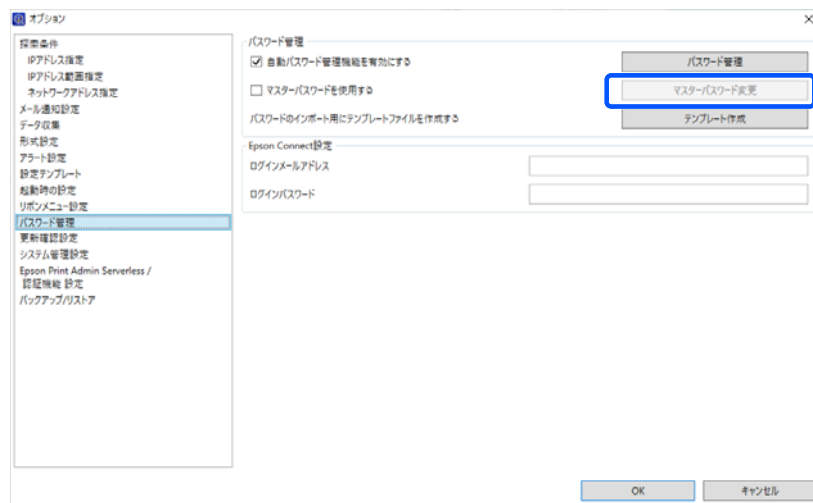 オプション
探索条件
IPアドレス指定
IPアドレス範囲指定
ネットワークアドレス指定
メール通知設定
データ収集
形式設定
アラート設定
設定テンプレート
起動時の設定
リボンメニュー設定
パスワード管理
更新確認設定
システム管理設定
Epson Print Admin Serverless /
認証機能 設定
バックアップ/リストア
パスワード管理
自動パスワード管理機能を有効にする
パスワード管理
マスターパスワードを使用する
マスターパスワード変更
パスワードのインポート用にテンプレートファイルを作成する
テンプレート作成
Epson Connect設定
ログインメールアドレス
ログインパスワード
OK
キャンセル